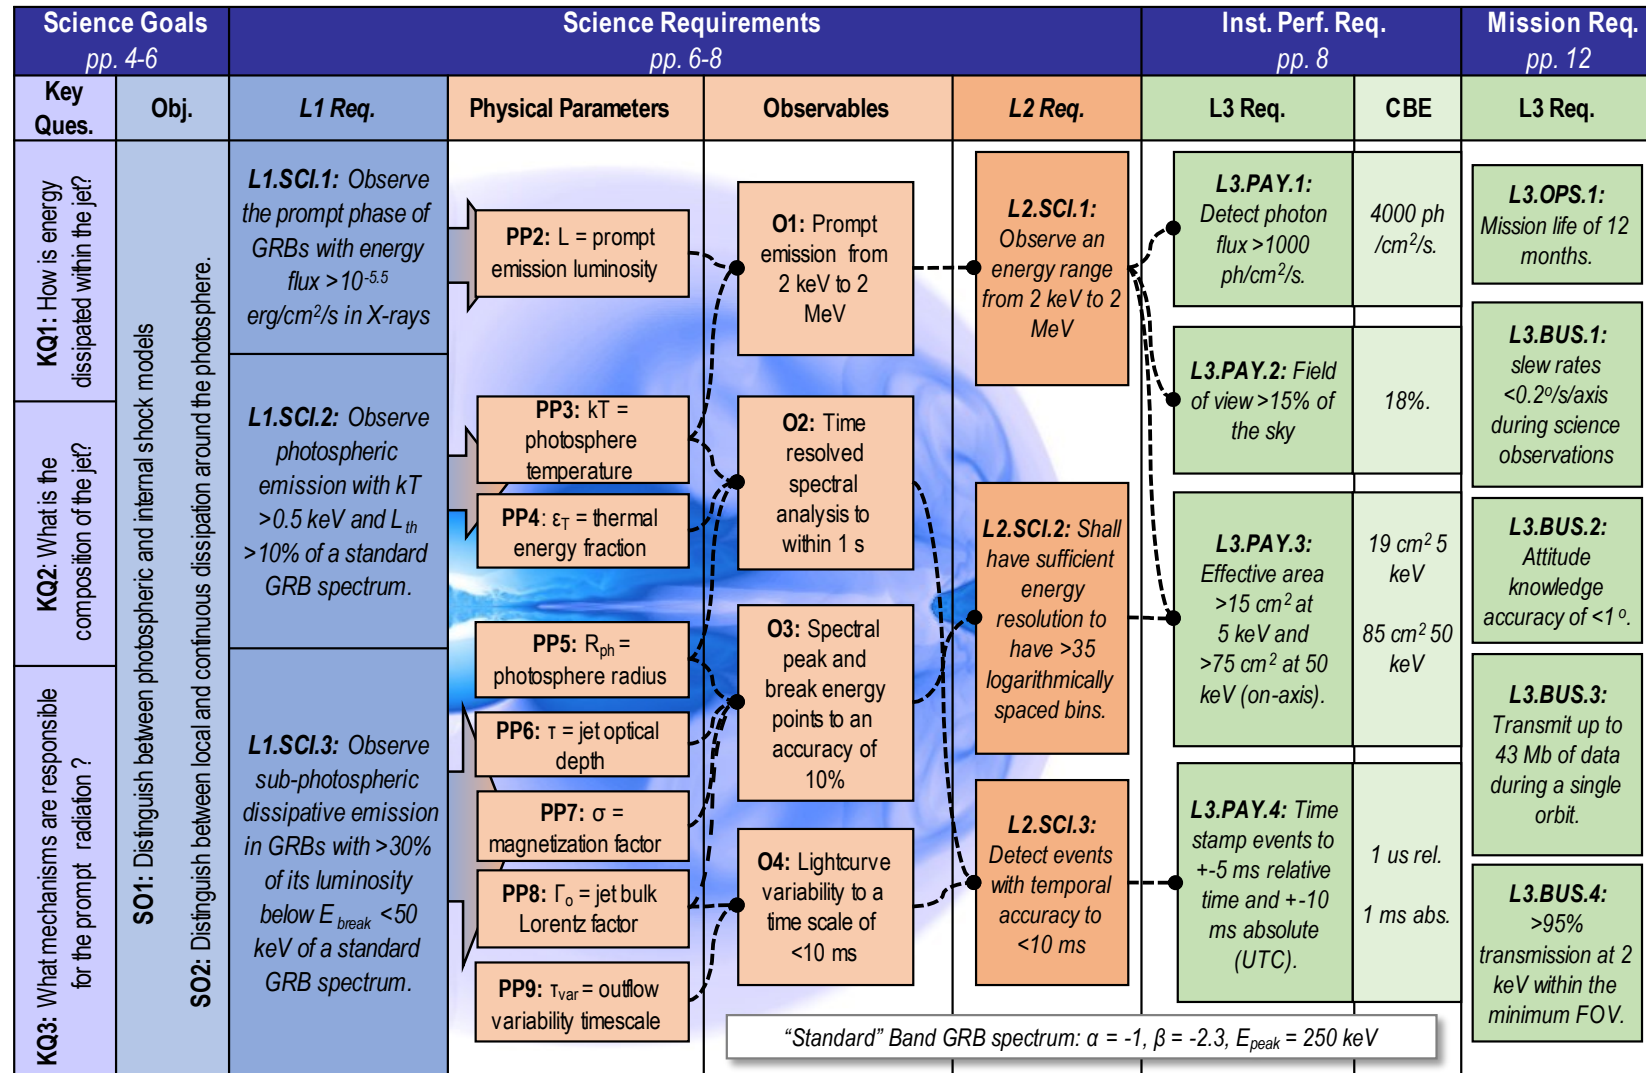 Science Goals
pp. 4-6
Science Requirements
pp. 6-8
Inst. Perf. Req.
pp. 8
Mission Req.
pp. 12
Key
Ques.
Obj.
L1 Req.
Physical Parameters
Observables
L2 Req.
L3 Req.
CBE
L3 Req.
KQ1: How is energy
dissipated within the jet?
KQ2: What is the
composition of the jet?
KQ3: What mechanisms are responsible
for the prompt radiation ?
SO1: Distinguish between photospheric and internal shock models
SO2: Distinguish between local and continuous dissipation around the photosphere.
L1.SCI.1: Observe
the prompt phase of
GRBs with energy
flux >10^-5.5
erg/cm²/s in X-rays
L1.SCI.2: Observe
photospheric
emission with kT
>0.5 keV and L_th
>10% of a standard
GRB spectrum.
L1.SCI.3: Observe
sub-photospheric
dissipative emission
in GRBs with >30%
of its luminosity
below E_break <50
keV of a standard
GRB spectrum.
PP2: L = prompt
emission luminosity
PP3: kT =
photosphere
temperature
PP4: ε_T = thermal
energy fraction
PP5: R_ph =
photosphere radius
PP6: τ = jet optical
depth
PP7: σ =
magnetization factor
PP8: Γ_o = jet bulk
Lorentz factor
PP9: τ_var = outflow
variability timescale
O1: Prompt
emission from
2 keV to 2
MeV
O2: Time
resolved
spectral
analysis to
within 1 s
O3: Spectral
peak and
break energy
points to an
accuracy of
10%
O4: Lightcurve
variability to a
time scale of
<10 ms
L2.SCI.1:
Observe an
energy range
from 2 keV to 2
MeV
L2.SCI.2: Shall
have sufficient
energy
resolution to
have >35
logarithmically
spaced bins.
L2.SCI.3:
Detect events
with temporal
accuracy to
<10 ms
L3.PAY.1:
Detect photon
flux >1000
ph/cm²/s.
L3.PAY.2: Field
of view >15% of
the sky
L3.PAY.3:
Effective area
>15 cm² at
5 keV and
>75 cm² at 50
keV (on-axis).
L3.PAY.4: Time
stamp events to
+-5 ms relative
time and +-10
ms absolute
(UTC).
4000 ph
/cm²/s.
18%.
19 cm² 5
keV
85 cm² 50
keV
1 us rel.
1 ms abs.
L3.OPS.1:
Mission life of 12
months.
L3.BUS.1:
slew rates
<0.2º/s/axis
during science
observations
L3.BUS.2:
Attitude
knowledge
accuracy of <1º.
L3.BUS.3:
Transmit up to
43 Mb of data
during a single
orbit.
L3.BUS.4:
>95%
transmission at 2
keV within the
minimum FOV.
“Standard” Band GRB spectrum: α = -1, β = -2.3, E_peak = 250 keV